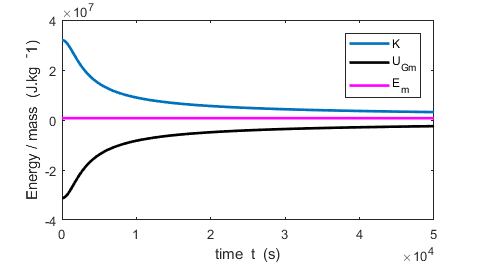 ×10⁷
4
2
0
-2
-4
Energy / mass (J.kg ⁻1)
K
U_Gm
E_m
0
1
2
3
4
5
time t (s)
×10⁴